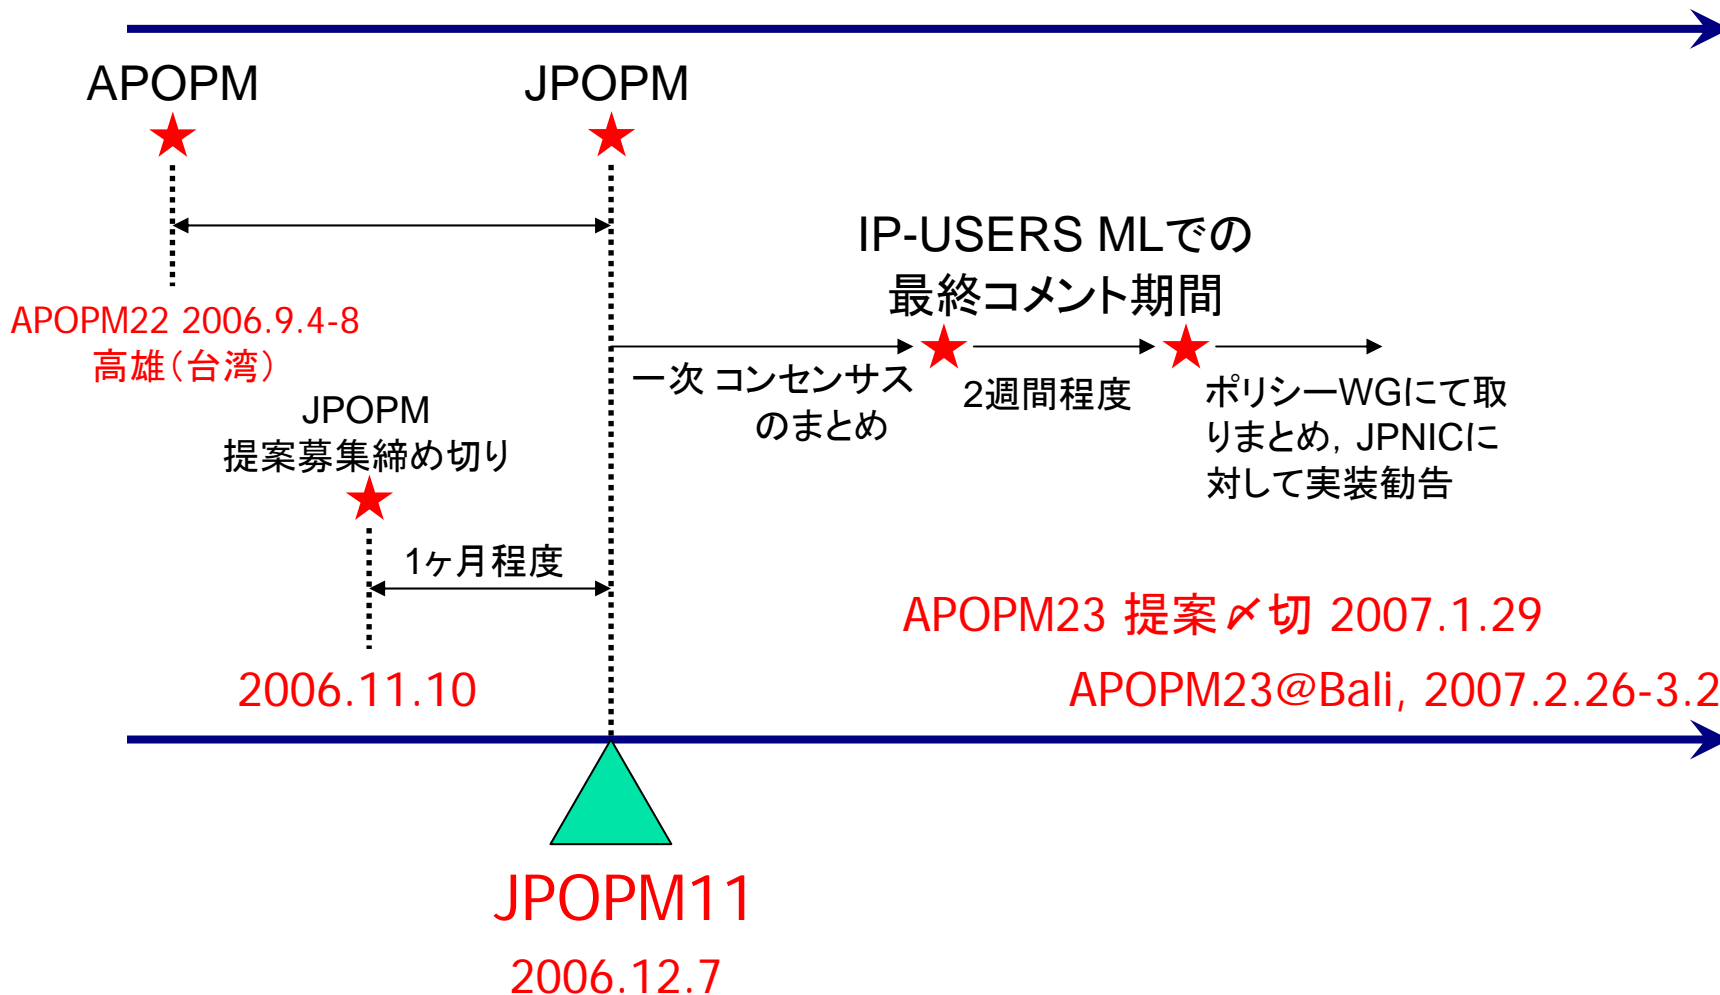 APOPM
JPOPM
APOPM22 2006.9.4-8
高雄（台湾）
IP-USERS MLでの
最終コメント期間
一次 コンセンサス
のまとめ
2週間程度
ポリシーWGにて取
りまとめ，JPNICに
対して実装勧告
JPOPM
提案募集締め切り
1ヶ月程度
2006.11.10
APOPM23 提案〆切 2007.1.29
APOPM23@Bali, 2007.2.26-3.2
JPOPM11
2006.12.7